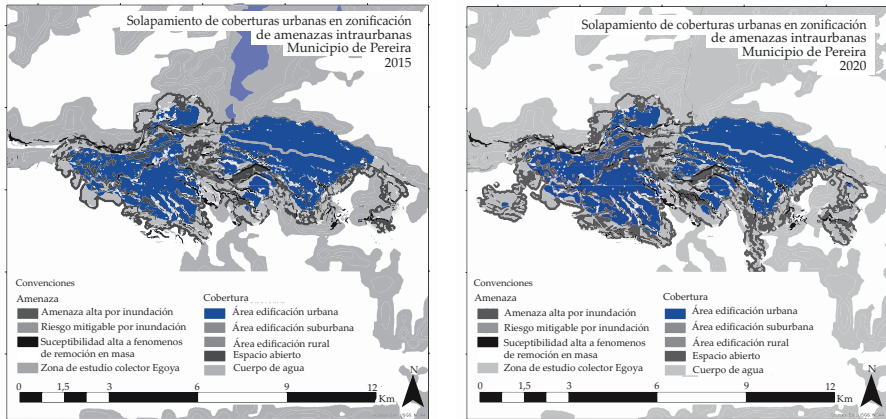 Solapamiento de coberturas urbanas en zonificación
de amenazas intraurbanas
Municipio de Pereira
2015
Convenciones
Amenaza
Amenaza alta por inundación
Riesgo mitigable por inundación
Suceptibilidad alta a fenomenos
de remoción en masa
Zona de estudio colector Egoya
Cobertura
Área edificación urbana
Área edificación suburbana
Área edificación rural
Espacio abierto
Cuerpo de agua
N
0 1,5 3 6 9 12
Km
Solapamiento de coberturas urbanas en zonificación
de amenazas intraurbanas
Municipio de Pereira
2020
Convenciones
Amenaza
Amenaza alta por inundación
Riesgo mitigable por inundación
Suceptibilidad alta a fenomenos
de remoción en masa
Zona de estudio colector Egoya
Cobertura
Área edificación urbana
Área edificación suburbana
Área edificación rural
Espacio abierto
Cuerpo de agua
N
0 1,5 3 6 9 12
Km